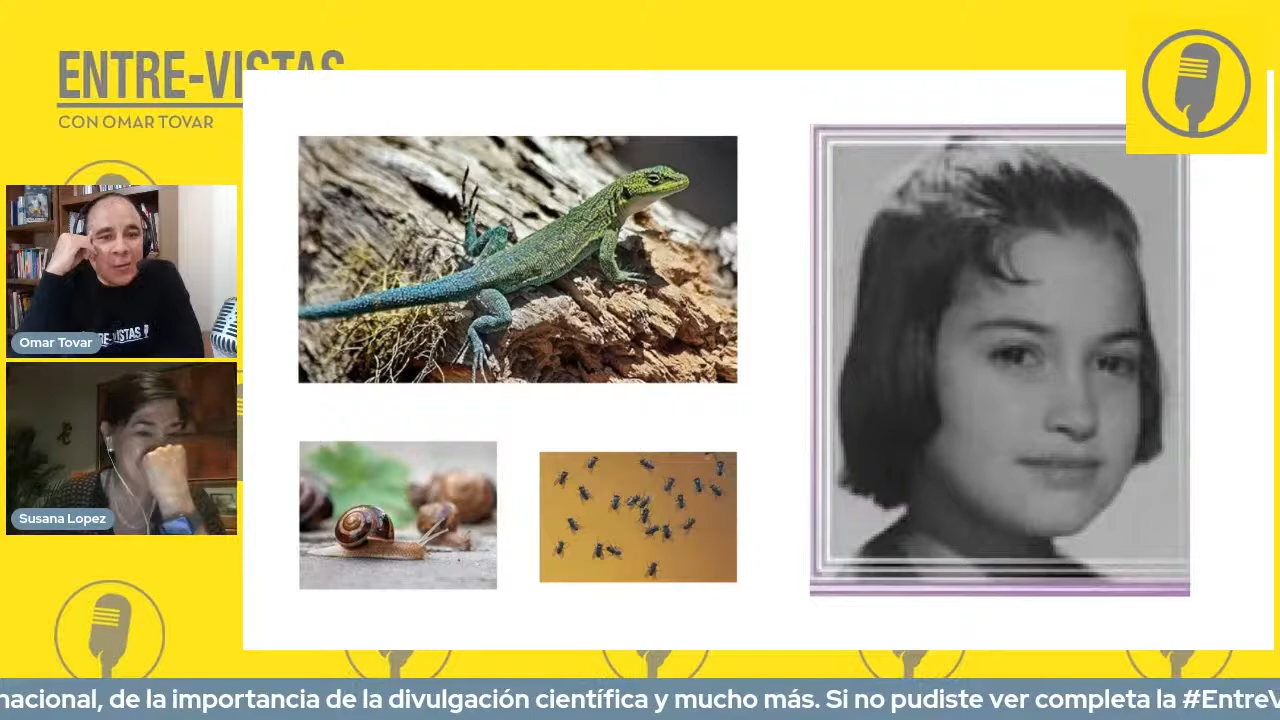 ENTRE-VISTAS
CON OMAR TOVAR
Omar Tovar
Susana Lopez
nacional, de la importancia de la divulgación científica y mucho más. Si no pudiste ver completa la #EntreV